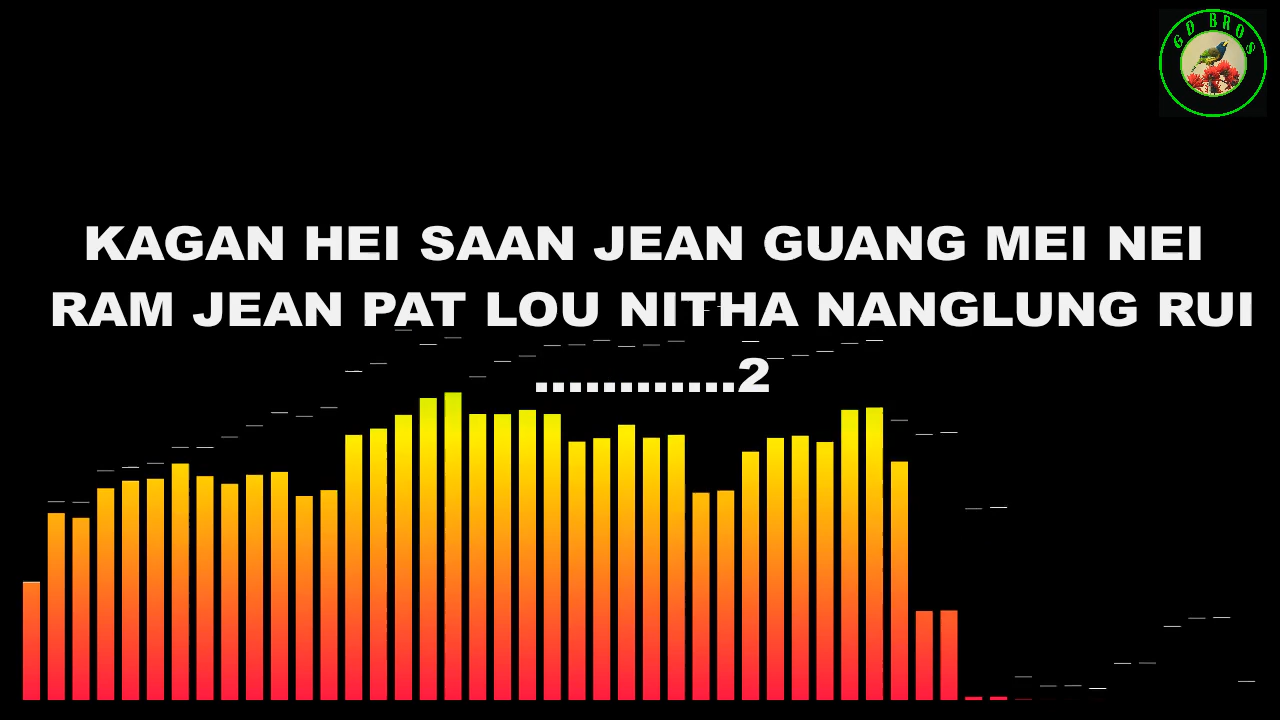 GD BROS
KAGAN HEI SAAN JEAN GUANG MEI NEI
RAM JEAN PAT LOU NITHA NANGLUNG RUI
............2